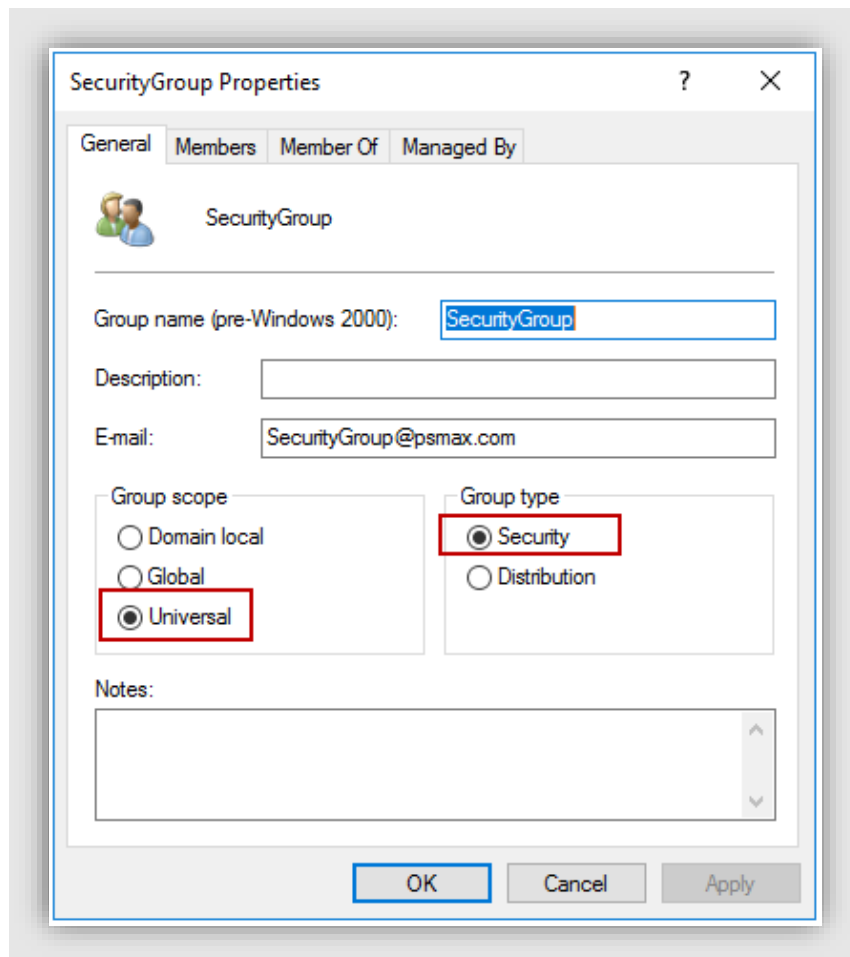 SecurityGroup Properties ? ×
General Members Member Of Managed By
SecurityGroup
Group name (pre-Windows 2000): SecurityGroup
Description:
E-mail: SecurityGroup@psmax.com
Group scope Group type
Domain local Security
Global Distribution
Universal
Notes:
OK Cancel Apply